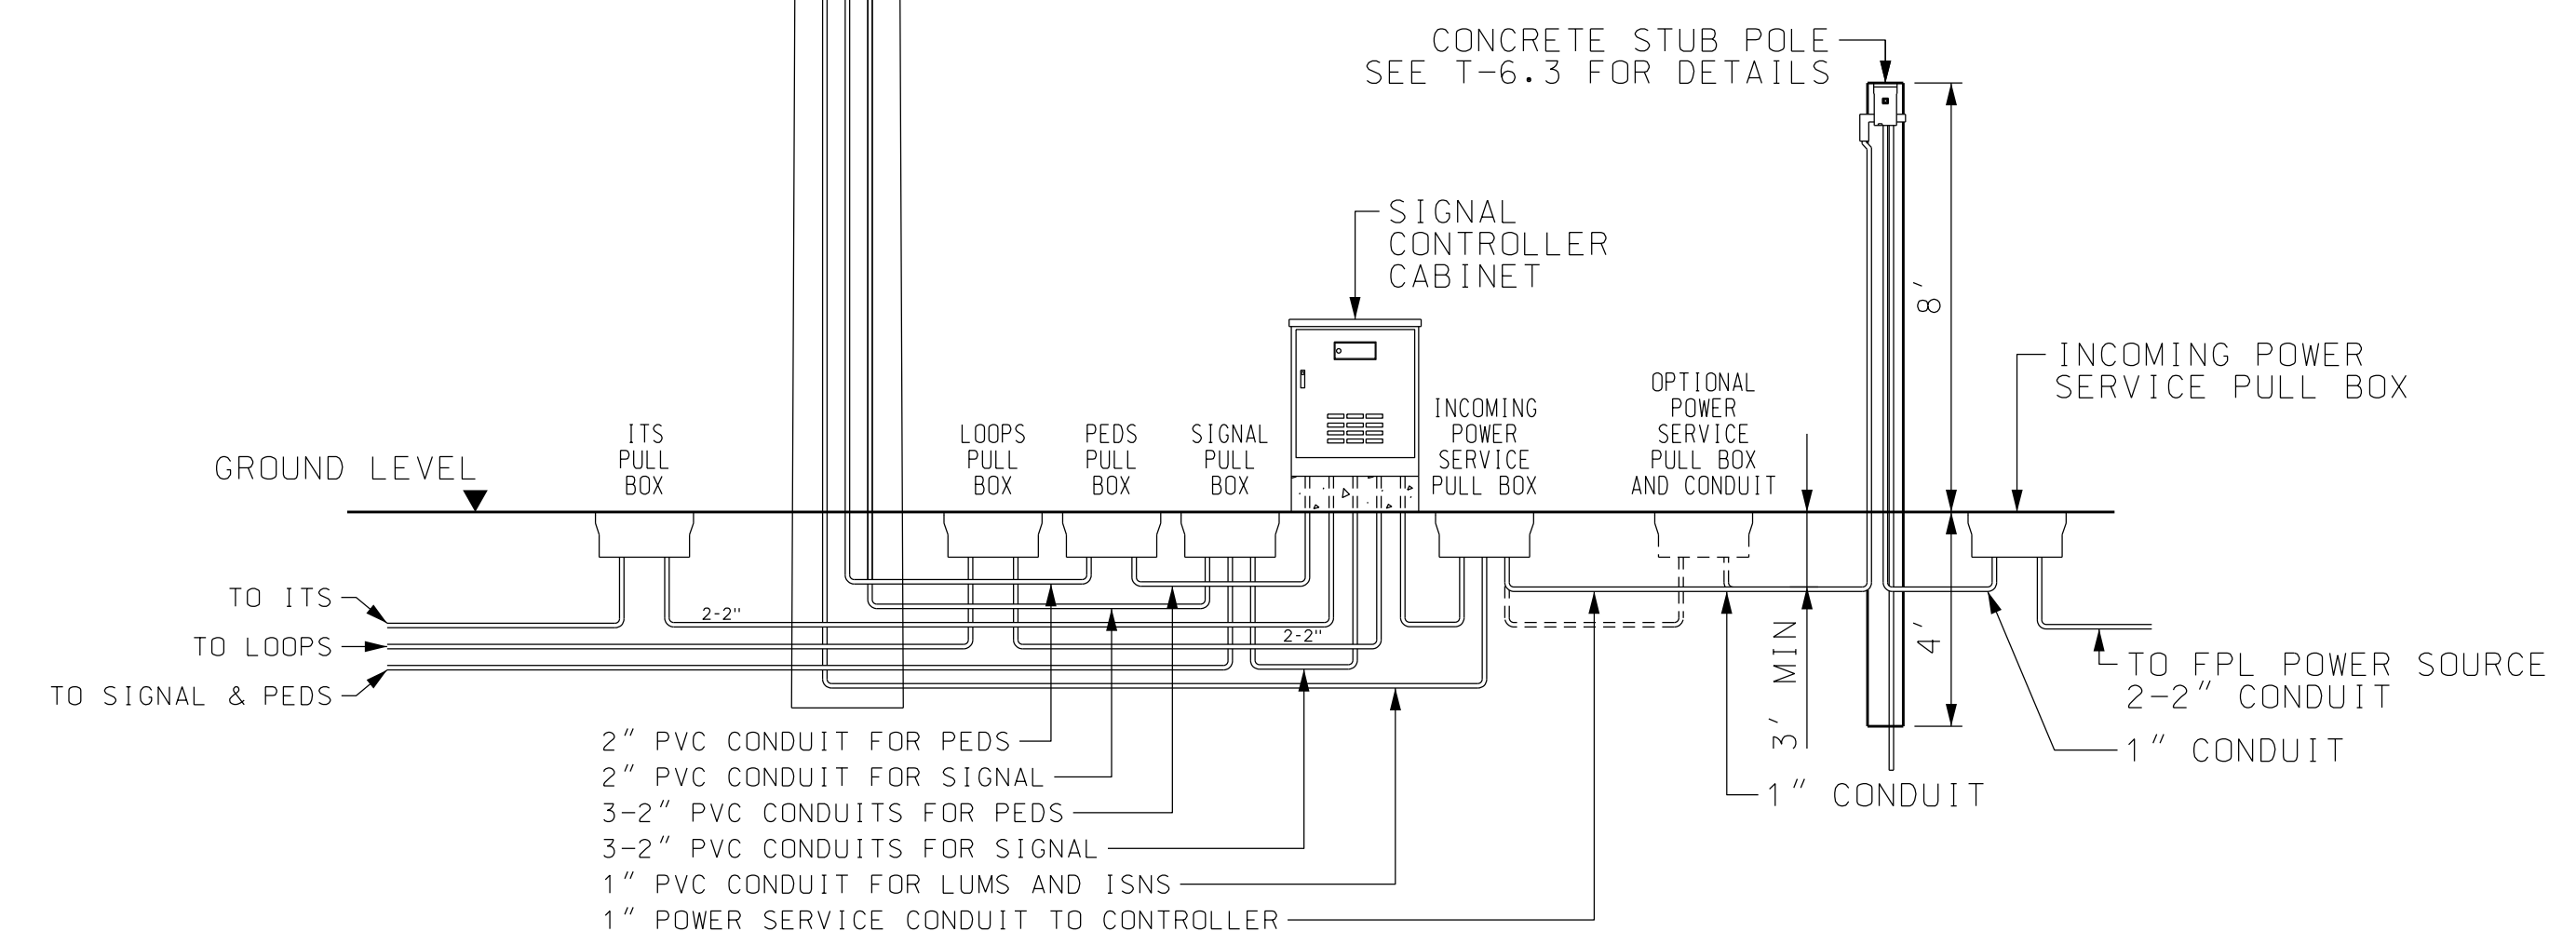 CONCRETE STUB POLE
SEE T-6.3 FOR DETAILS
SIGNAL
CONTROLLER
CABINET
8'
INCOMING POWER
SERVICE PULL BOX
GROUND LEVEL
ITS
PULL
BOX
LOOPS
PULL
BOX
PEDS
PULL
BOX
SIGNAL
PULL
BOX
INCOMING
POWER
SERVICE
PULL BOX
OPTIONAL
POWER
SERVICE
PULL BOX
AND CONDUIT
TO ITS
TO LOOPS
TO SIGNAL & PEDS
2-2"
2-2"
3' MIN
4'
TO FPL POWER SOURCE
2-2" CONDUIT
1" CONDUIT
1" CONDUIT
2" PVC CONDUIT FOR PEDS
2" PVC CONDUIT FOR SIGNAL
3-2" PVC CONDUITS FOR PEDS
3-2" PVC CONDUITS FOR SIGNAL
1" PVC CONDUIT FOR LUMS AND ISNS
1" POWER SERVICE CONDUIT TO CONTROLLER